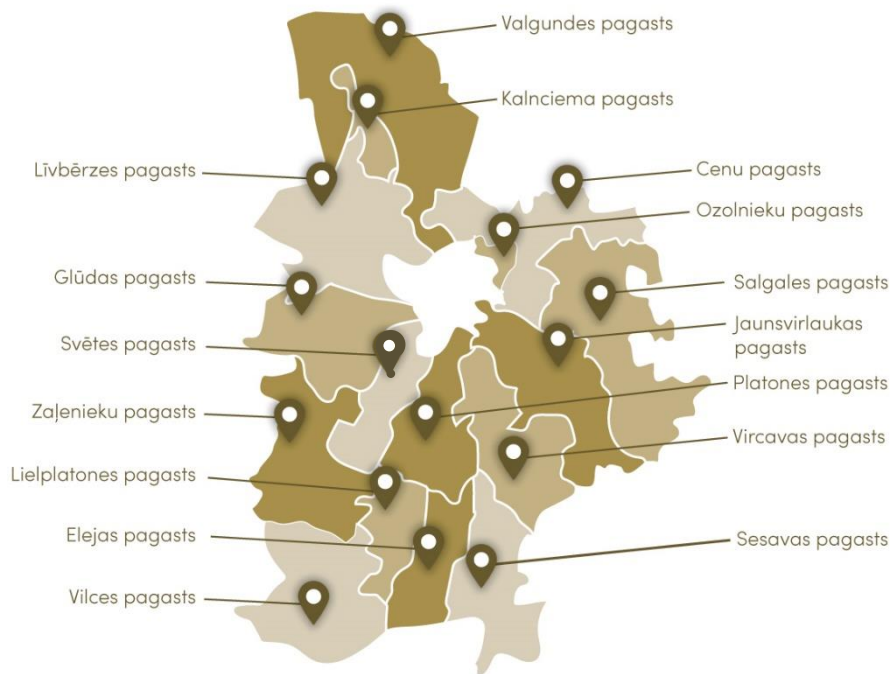 Valgundes pagasts
Kalnciema pagasts
Līvbērzes pagasts
Cenu pagasts
Ozolnieku pagasts
Glūdas pagasts
Salgales pagasts
Svētes pagasts
Jaunsvirlaukas
pagasts
Platones pagasts
Zaļenieku pagasts
Vircavas pagasts
Lielplatones pagasts
Elejas pagasts
Sesavas pagasts
Vilces pagasts